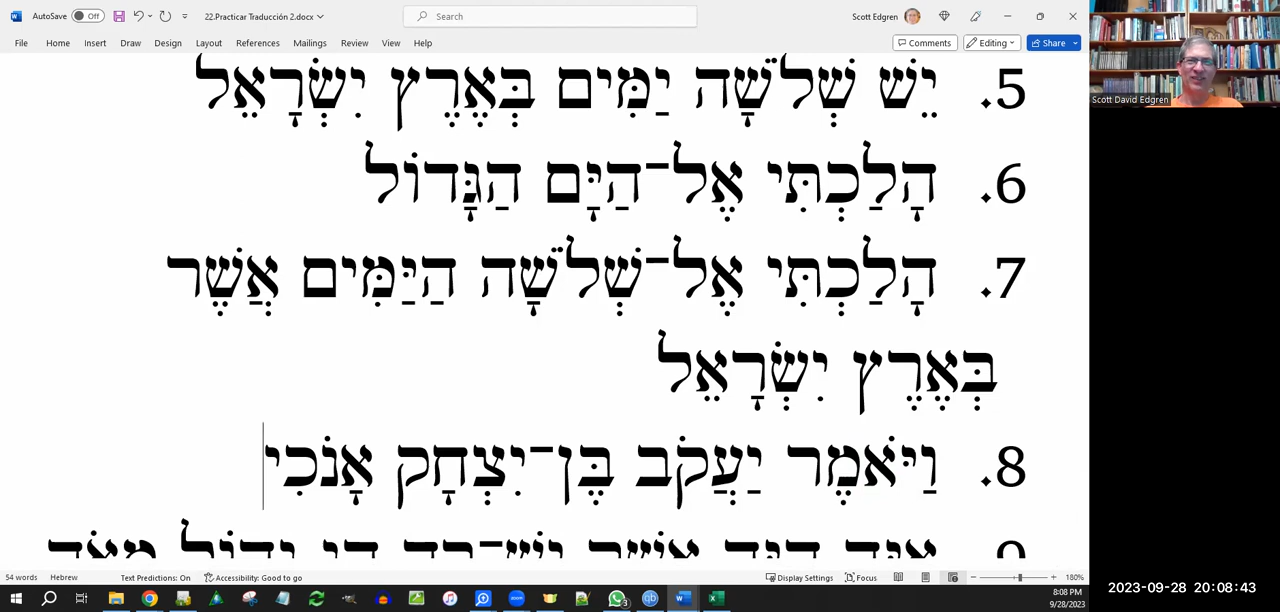 AutoSave Off 22.Practicar Traducción 2.docx Search Scott Edgren
File Home Insert Draw Design Layout References Mailings Review View Help Comments Editing Share
Scott David Edgren
5. יֵשׁ שְׁלֹשָׁה יַמִּים בְּאֶרֶץ יִשְׂרָאֵל
6. הָלַכְתִּי אֶל־הַיָּם הַגָּדוֹל
7. הָלַכְתִּי אֶל־שְׁלֹשָׁה הַיַּמִּים אֲשֶׁר
בְּאֶרֶץ יִשְׂרָאֵל
8. וַיֹּאמֶר יַעֲקֹב בֶּן־יִצְחָק אָנֹכִי
54 words Hebrew Text Predictions: On Accessibility: Good to go Display Settings Focus 180%
2023-09-28 20:08:43
3
8:08 PM
9/28/2023